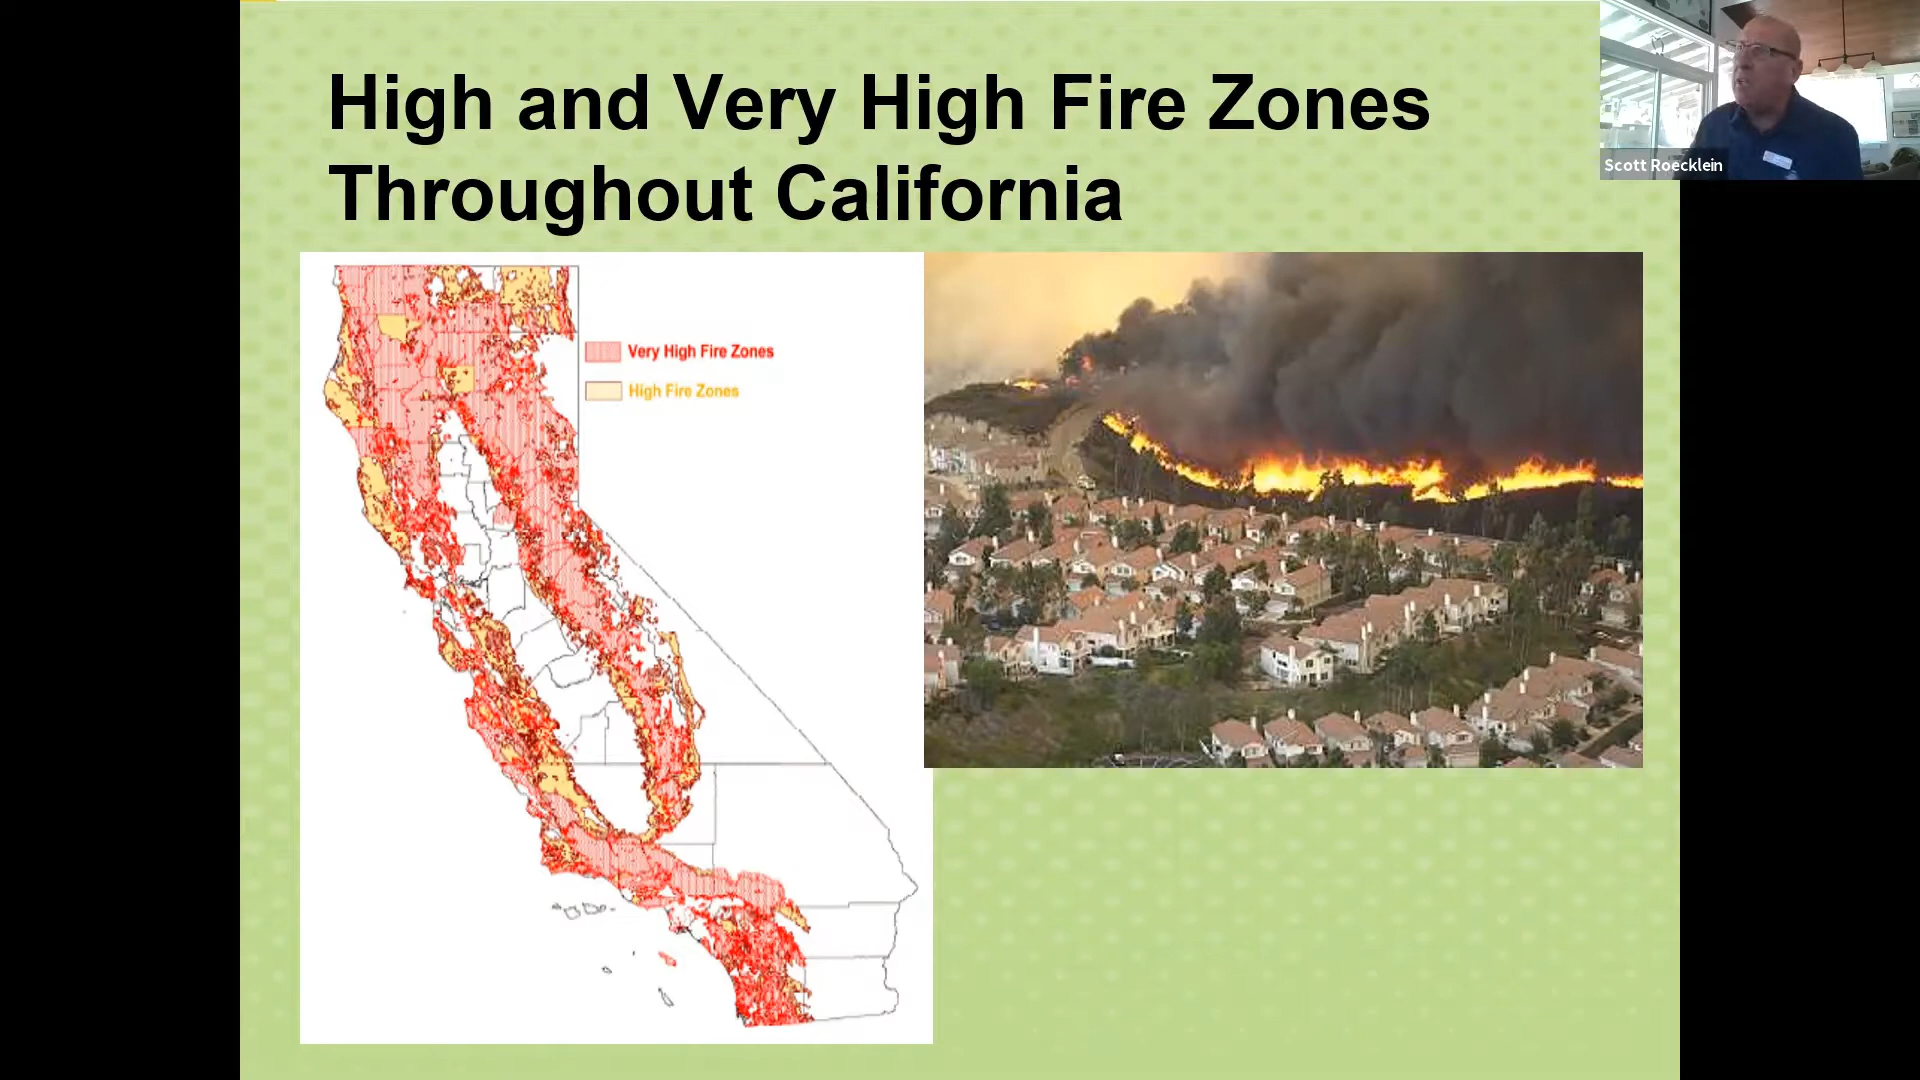 High and Very High Fire Zones
Throughout California
Scott Roecklein
Very High Fire Zones
High Fire Zones